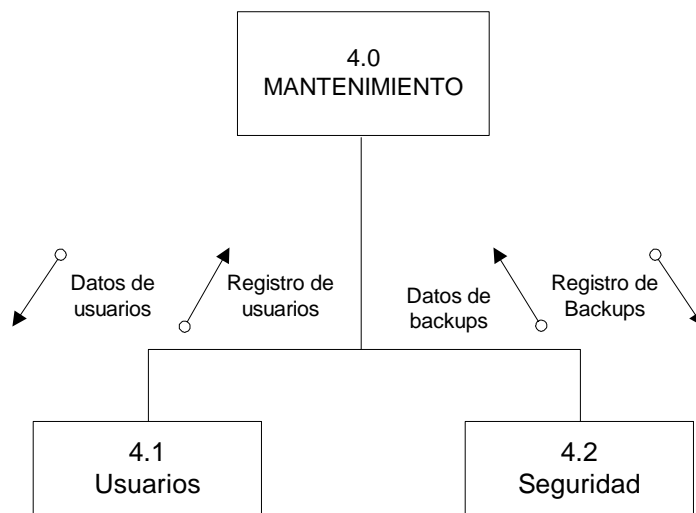 4.0
MANTENIMIENTO
Datos de
usuarios
Registro de
usuarios
Datos de
backups
Registro de
Backups
4.1
Usuarios
4.2
Seguridad